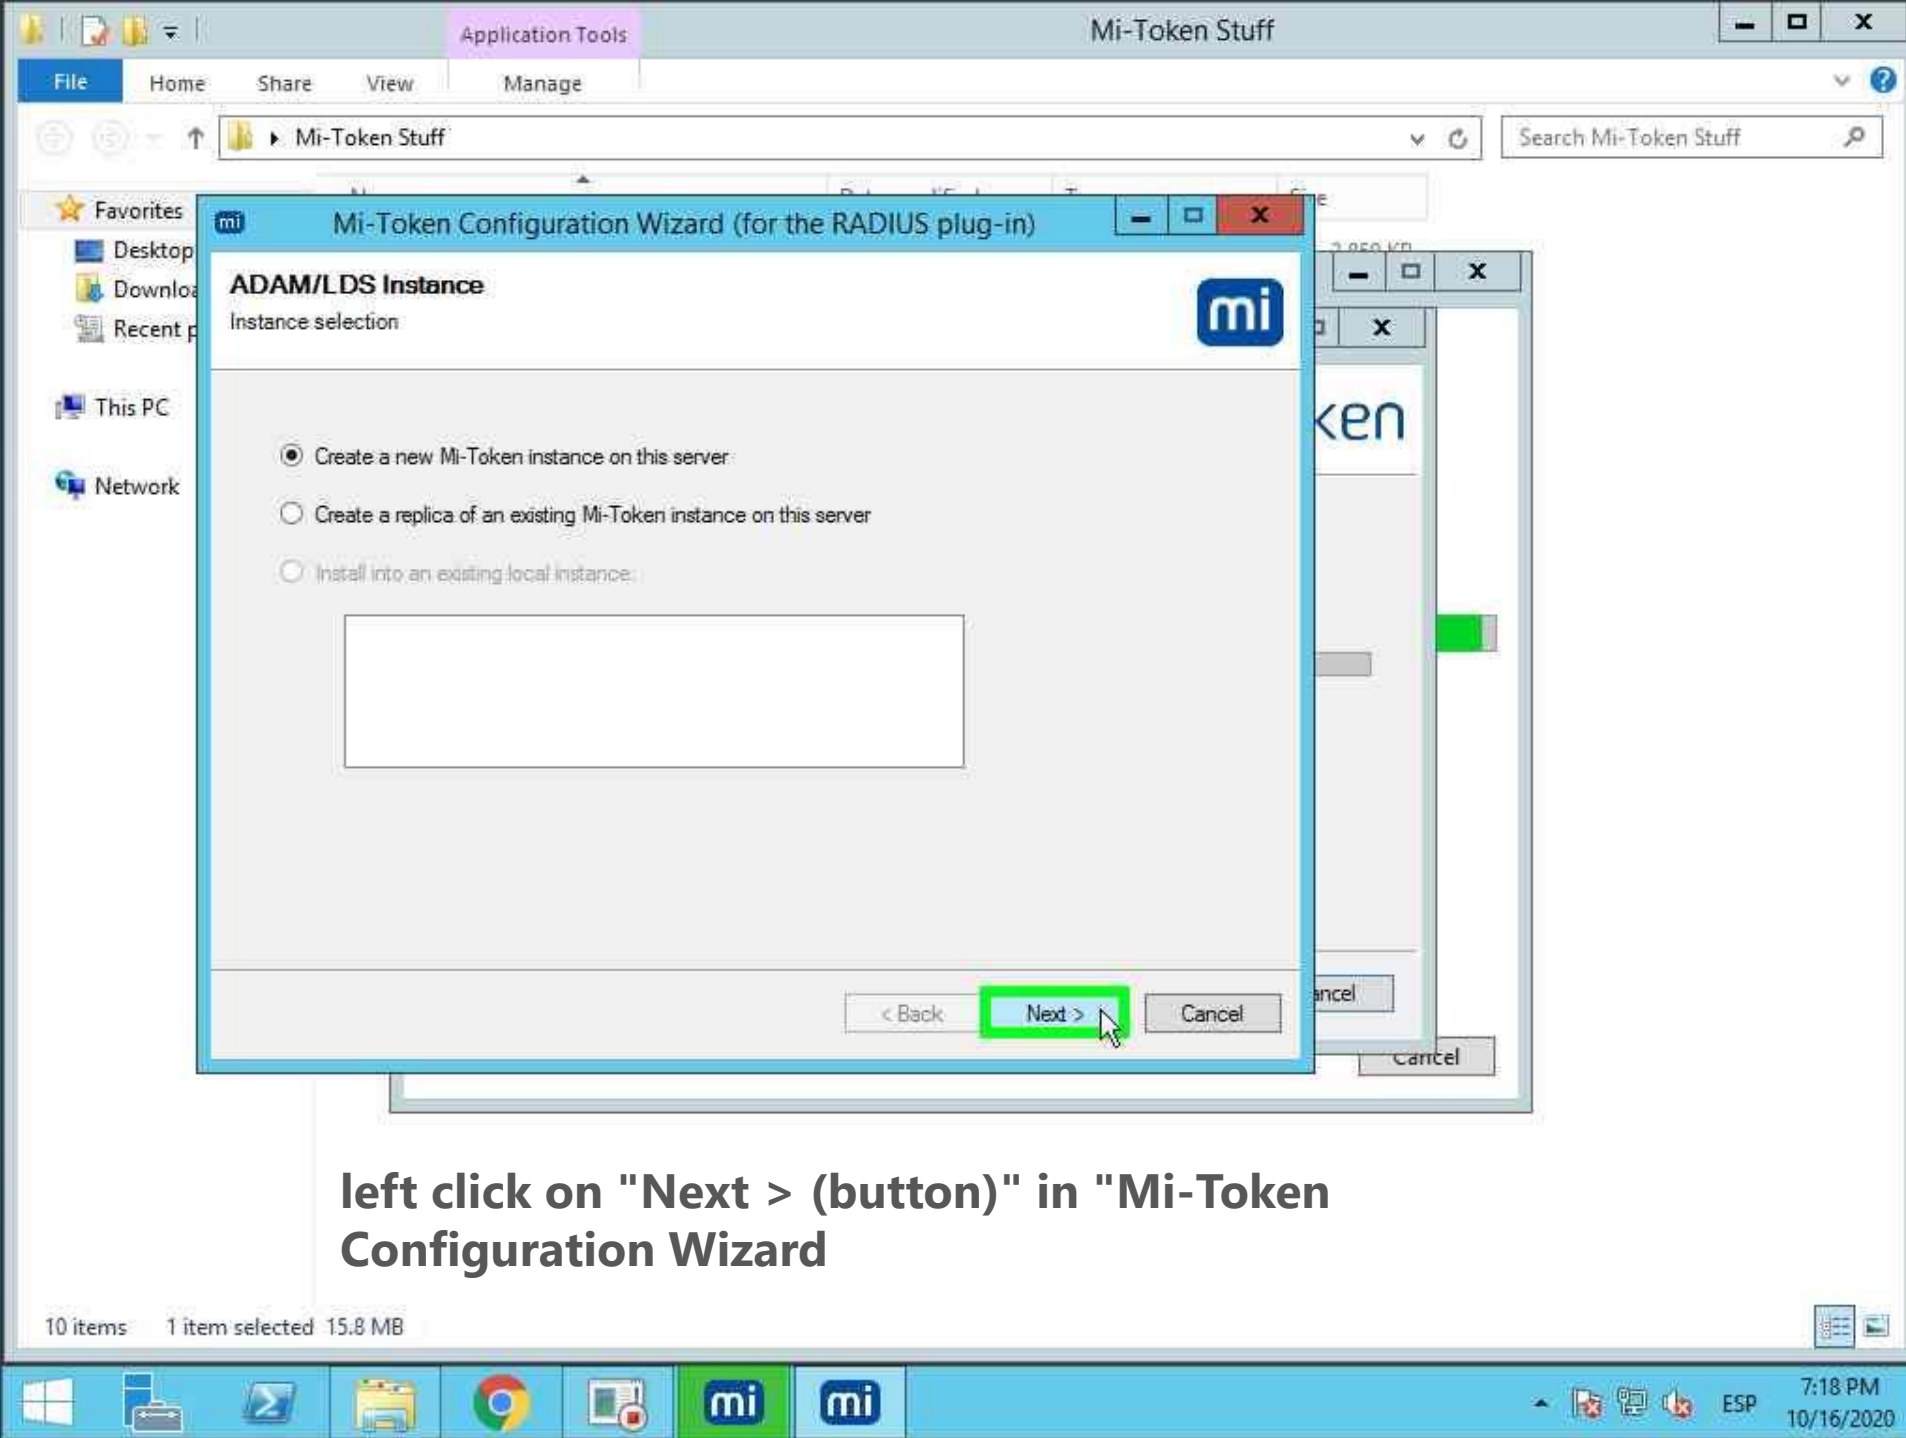 Application Tools
Mi-Token Stuff
File
Home
Share
View
Manage
Mi-Token Stuff
Search Mi-Token Stuff
Favorites
Desktop
Recent
This PC
Network
Mi-Token Configuration Wizard (for the RADIUS plug-in)
ADAM/LDS Instance
Instance selection
mi
Create a new Mi-Token instance on this server
Create a replica of an existing Mi-Token instance on this server
Install into an existing local instance:
< Back
Next >
Cancel
Cancel
left click on "Next > (button)" in "Mi-Token
Configuration Wizard
10 items 1 item selected 15.8 MB
mi
mi
ESP
7:18 PM
10/16/2020